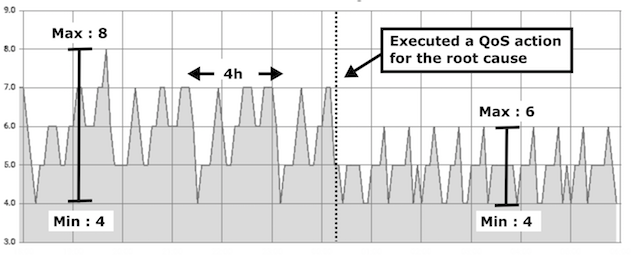 9.0
8.0
7.0
6.0
5.0
4.0
3.0
Max : 8
4h
Executed a QoS action
for the root cause
Max : 6
Min : 4
Min : 4